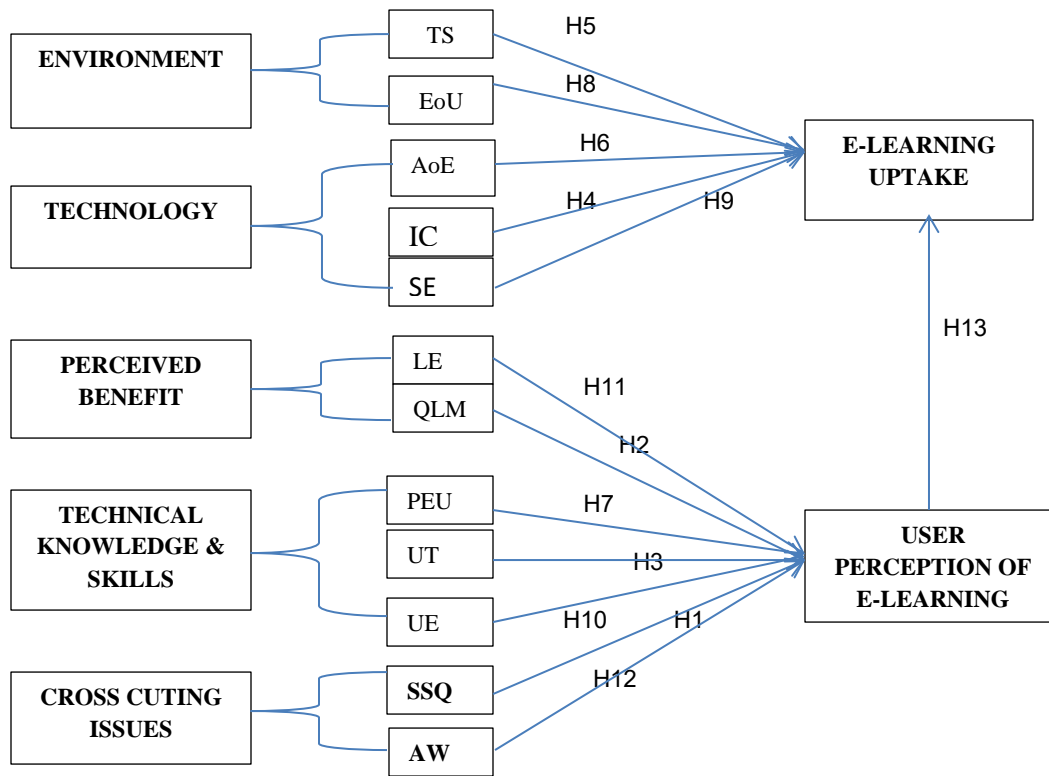 ENVIRONMENT
TS
EoU
H5
H8
TECHNOLOGY
AoE
IC
SE
H6
H4
H9
E-LEARNING
UPTAKE
H13
PERCEIVED
BENEFIT
LE
QLM
H11
H2
TECHNICAL
KNOWLEDGE &
SKILLS
PEU
UT
UE
H7
H3
H10
H1
H12
USER
PERCEPTION OF
E-LEARNING
CROSS CUTING
ISSUES
SSQ
AW